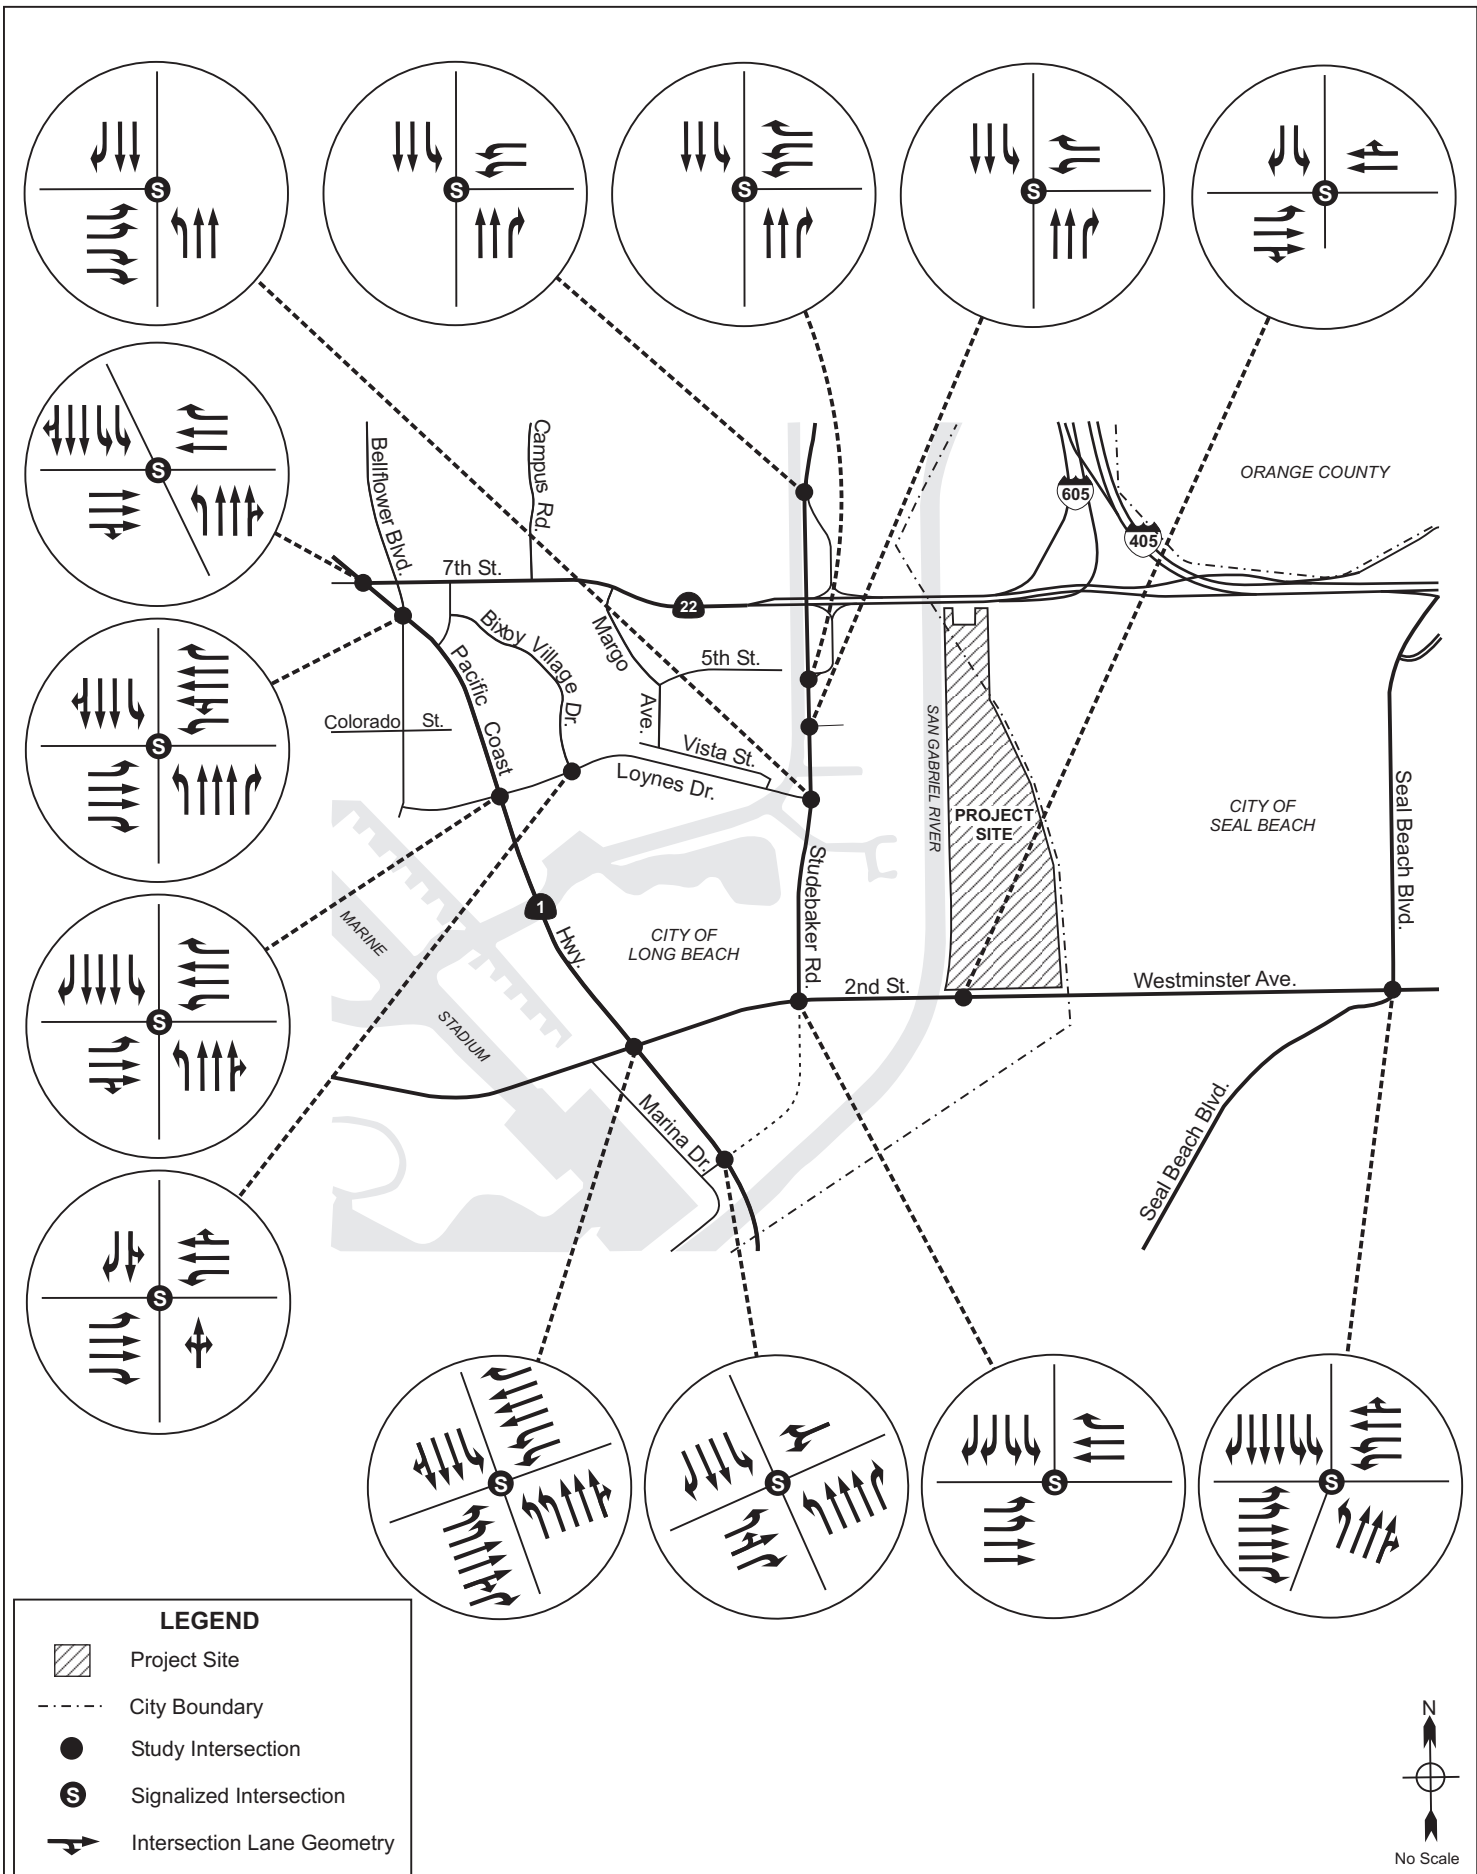 S
S
S
S
S
S
S
S
S
S
S
S
S
Bellflower Blvd.
Campus Rd.
ORANGE COUNTY
605
405
7th St.
22
Bixby Village Dr.
Margo
Ave.
5th St.
Pacific
Coast
Hwy.
Colorado St.
Vista St.
Loynes Dr.
SAN GABRIEL RIVER
PROJECT
SITE
CITY OF
SEAL BEACH
Seal Beach Blvd.
Studebaker Rd.
1
MARINE
STADIUM
CITY OF
LONG BEACH
2nd St.
Westminster Ave.
Marina Dr.
Seal Beach Blvd.
LEGEND
Project Site
City Boundary
Study Intersection
S Signalized Intersection
Intersection Lane Geometry
N
No Scale